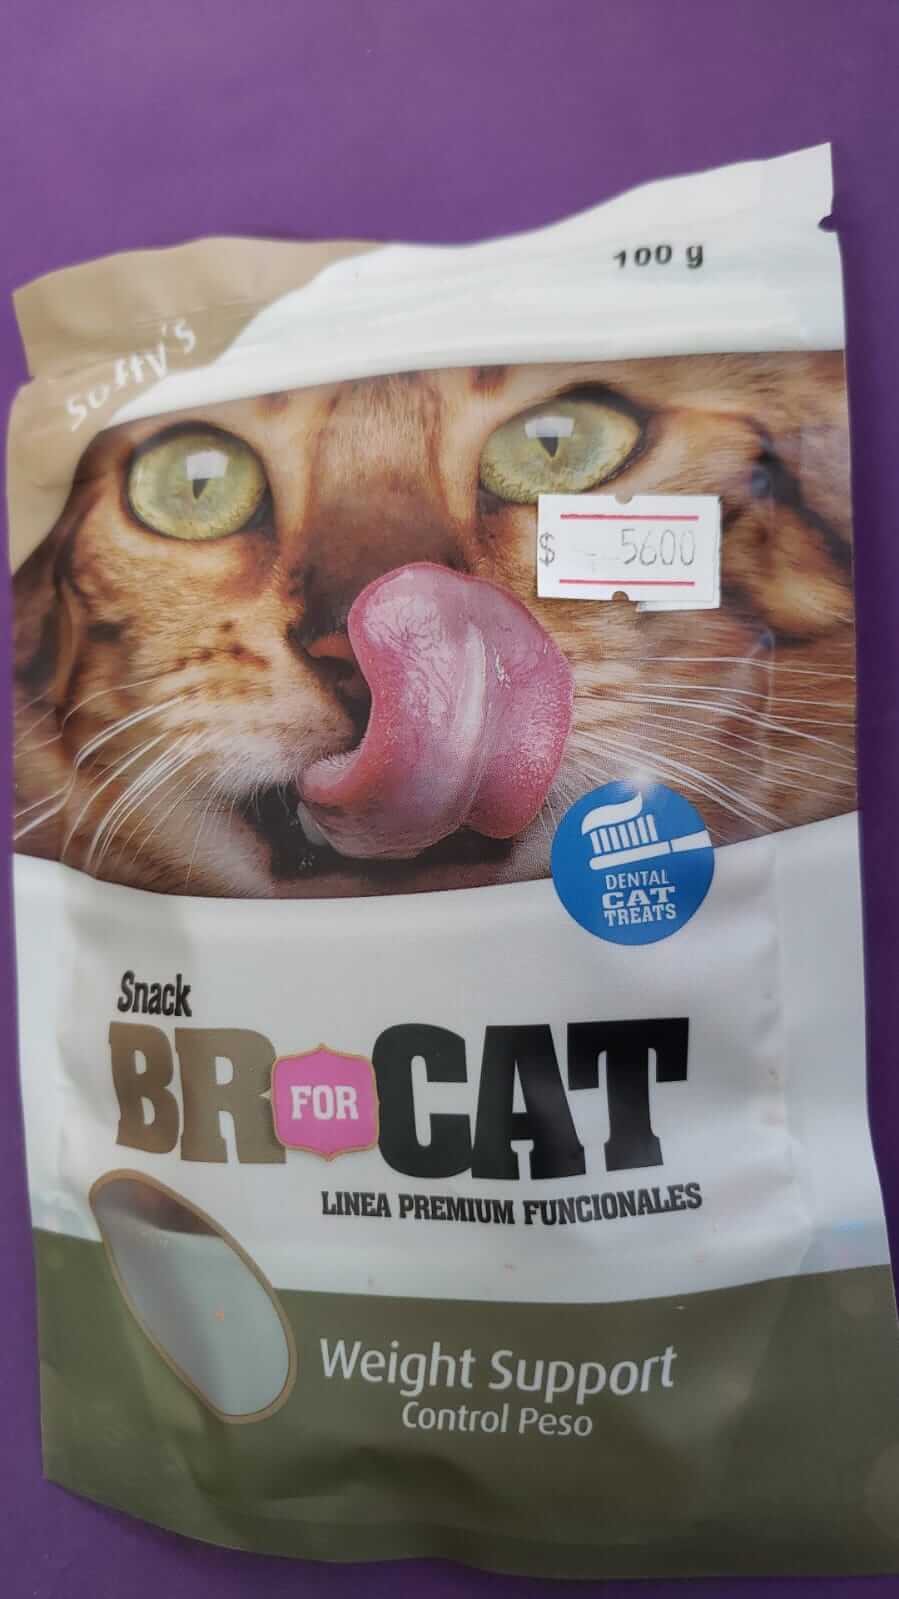 100 g
Softy's
$ 5600
DENTAL
CAT
TREATS
Snack
BR FOR CAT
LINEA PREMIUM FUNCIONALES
Weight Support
Control Peso